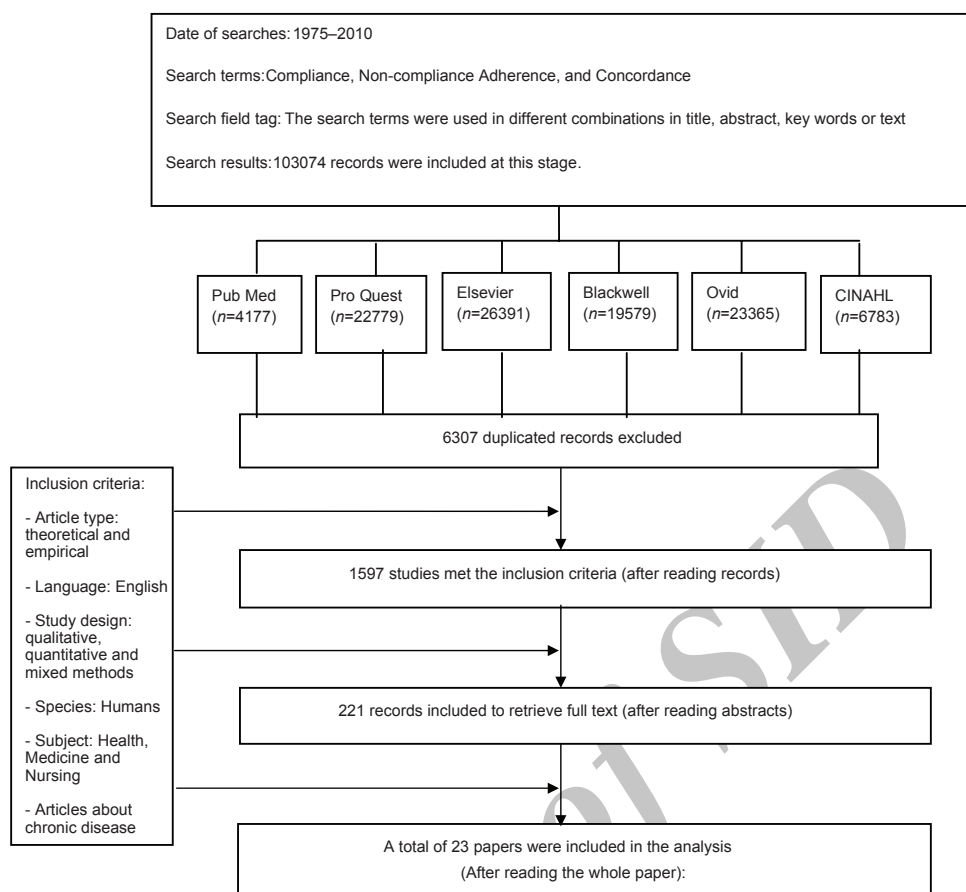 Date of searches: 1975–2010
Search terms:Compliance, Non-compliance Adherence, and Concordance
Search field tag: The search terms were used in different combinations in title, abstract, key words or text
Search results:103074 records were included at this stage.
Pub Med
(n=4177)
Pro Quest
(n=22779)
Elsevier
(n=26391)
Blackwell
(n=19579)
Ovid
(n=23365)
CINAHL
(n=6783)
6307 duplicated records excluded
Inclusion criteria:
- Article type:
theoretical and
empirical
- Language: English
- Study design:
qualitative,
quantitative and
mixed methods
- Species: Humans
- Subject: Health,
Medicine and
Nursing
- Articles about
chronic disease
1597 studies met the inclusion criteria (after reading records)
221 records included to retrieve full text (after reading abstracts)
A total of 23 papers were included in the analysis
(After reading the whole paper):
of SID